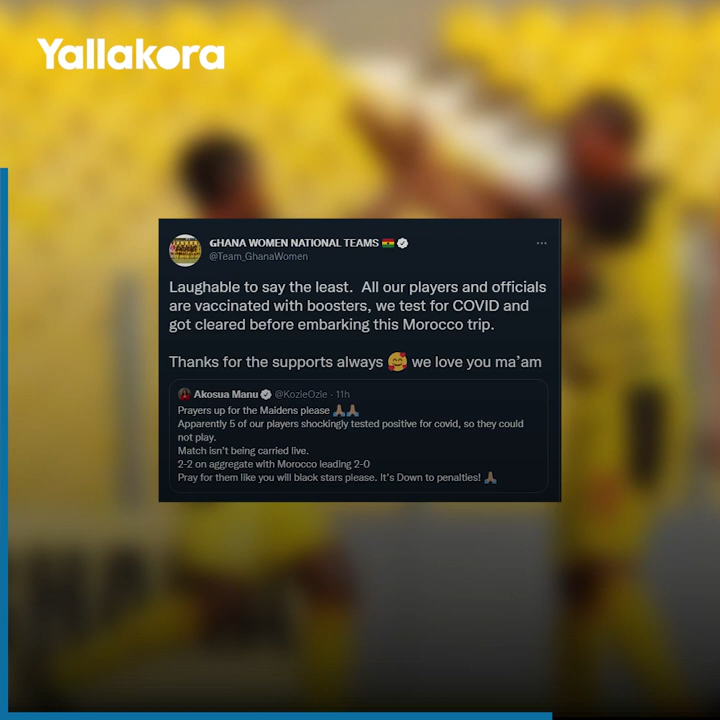 Yallakora
GHANA WOMEN NATIONAL TEAMS 🇬🇭
@Team_GhanaWomen
Laughable to say the least. All our players and officials
are vaccinated with boosters, we test for COVID and
got cleared before embarking this Morocco trip.
Thanks for the supports always 🥰 we love you ma'am
Akosua Manu @KozieOzie · 11h
Prayers up for the Maidens please 🙏🏽🙏🏽
Apparently 5 of our players shockingly tested positive for covid, so they could
not play.
Match isn't being carried live.
2-2 on aggregate with Morocco leading 2-0
Pray for them like you will black stars please. It's Down to penalties! 🙏🏽